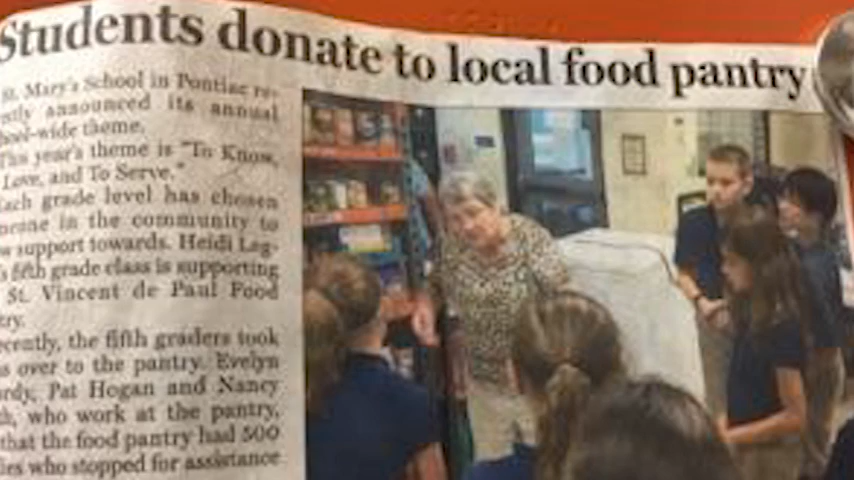 Students donate to local food pantry
St. Mary's School in Pontiac re-
announced its annual
theme.
This year's theme is "To Know,
Love, and To Serve."
Each grade level has chosen
in the community to
support towards. Heidi Leg-
fifth grade class is supporting
St. Vincent de Paul Food
the fifth graders took
over to the pantry. Evelyn
Pat Hogan and Nancy
who work at the pantry,
that the food pantry had 500
who stopped for assistance